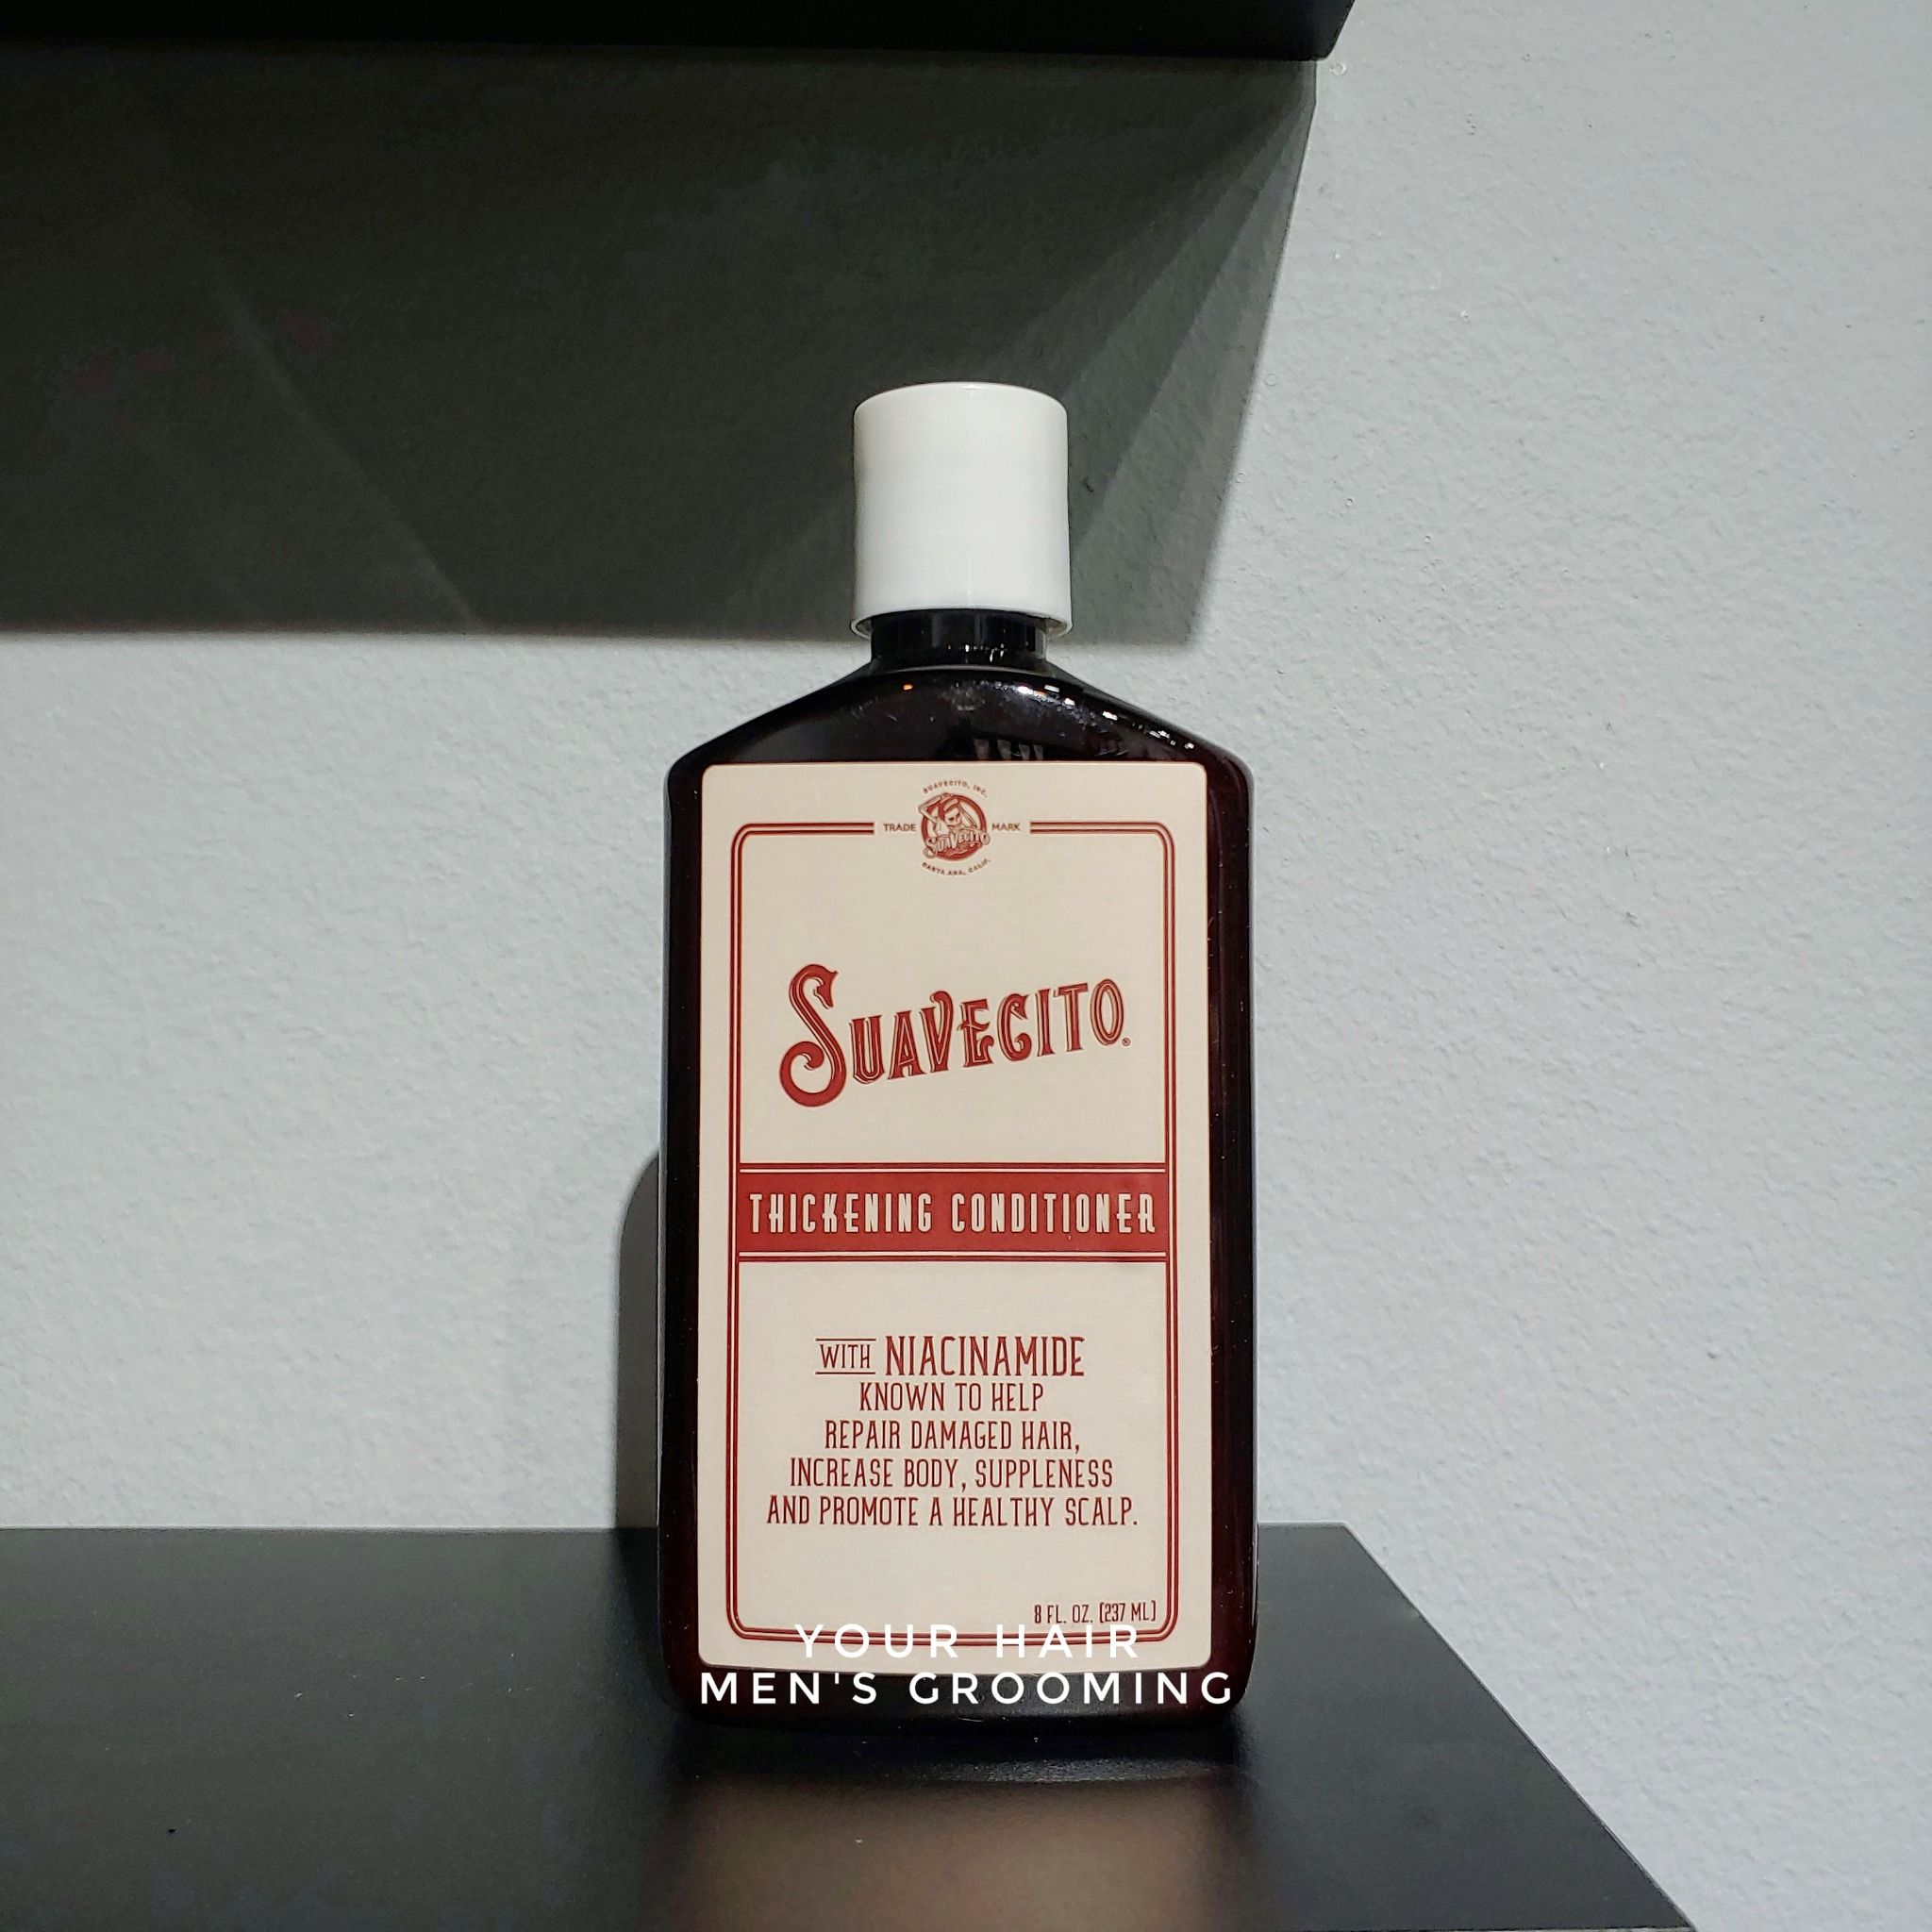 SUAVECITO, INC.
TRADE MARK
SUAVECITO
SANTA ANA, CALIF.
SUAVECITO®
THICKENING CONDITIONER
WITH NIACINAMIDE
KNOWN TO HELP
REPAIR DAMAGED HAIR,
INCREASE BODY, SUPPLENESS
AND PROMOTE A HEALTHY SCALP.
8 FL. OZ. (237 ML)
YOUR HAIR
MEN'S GROOMING